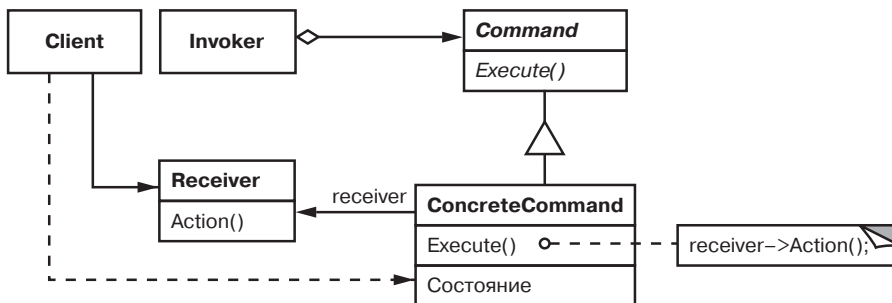 Client
Invoker
Command
Execute()
Receiver
Action()
receiver
ConcreteCommand
Execute()
receiver–>Action();
Состояние